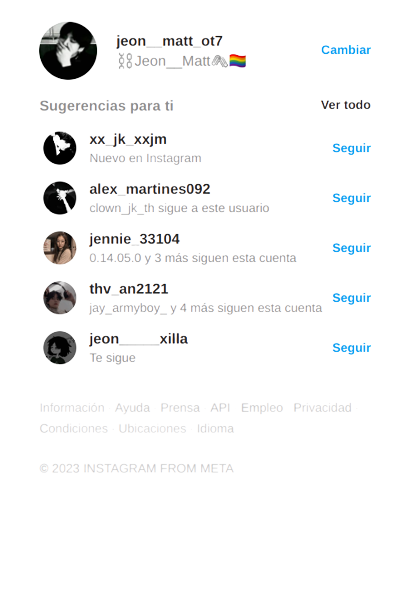 jeon__matt_ot7
Cambiar
⛓Jeon__Matt🖇🏳️‍🌈
Sugerencias para ti
Ver todo
xx_jk_xxjm
Nuevo en Instagram
Seguir
alex_martines092
clown_jk_th sigue a este usuario
Seguir
jennie_33104
0.14.05.0 y 3 más siguen esta cuenta
Seguir
thv_an2121
jay_armyboy_ y 4 más siguen esta cuenta
Seguir
jeon_____xilla
Te sigue
Seguir
Información · Ayuda · Prensa · API · Empleo · Privacidad ·
Condiciones · Ubicaciones · Idioma
© 2023 INSTAGRAM FROM META